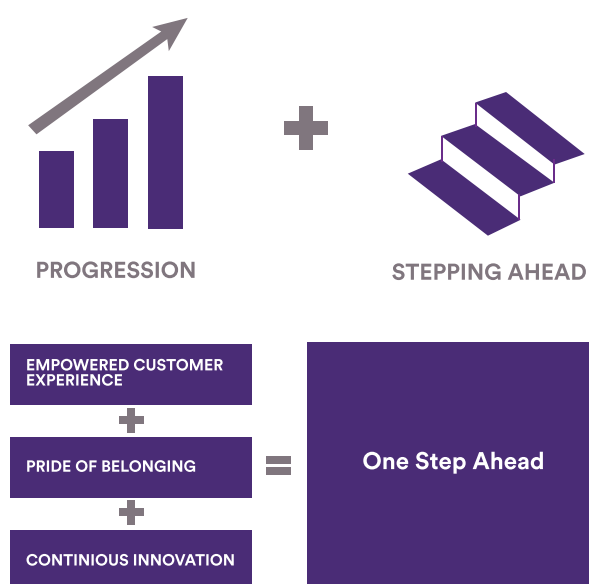 PROGRESSION
STEPPING AHEAD
EMPOWERED CUSTOMER
EXPERIENCE
PRIDE OF BELONGING
CONTINIOUS INNOVATION
One Step Ahead